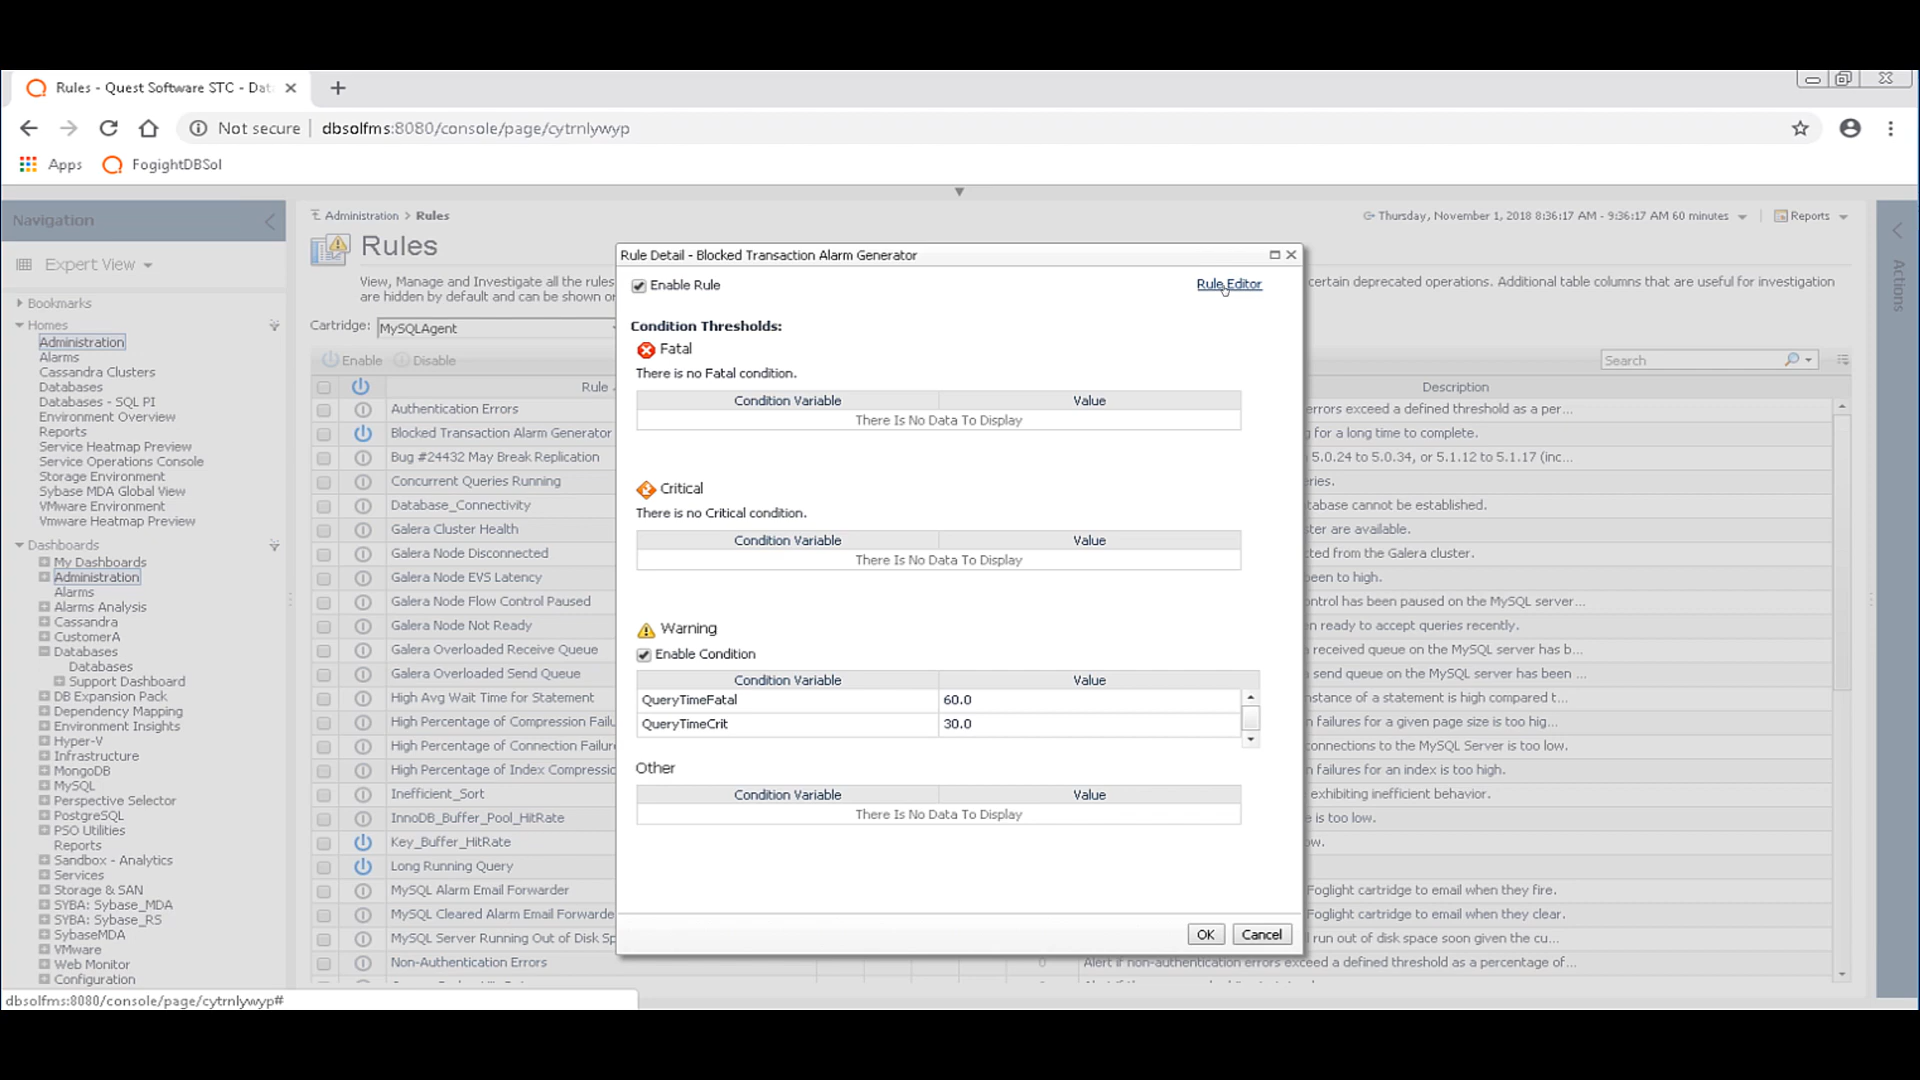 Rules - Quest Software STC - Dat
Not secure | dbsolfms:8080/console/page/cytrnlywyp
Apps FogightDBSol
Navigation
Expert View
Bookmarks
Homes
Administration
Alarms
Cassandra Clusters
Databases
Databases - SQL PI
Environment Overview
Reports
Service Heatmap Preview
Service Operations Console
Storage Environment
Sybase MDA Global View
VMware Environment
Vmware Heatmap Preview
Dashboards
My Dashboards
Administration
Alarms
Alarms Analysis
Cassandra
CustomerA
Databases
Databases
Support Dashboard
DB Expansion Pack
Dependency Mapping
Environment Insights
Hyper-V
Infrastructure
MongoDB
MySQL
Perspective Selector
PostgreSQL
PSO Utilities
Reports
Sandbox - Analytics
Services
Storage & SAN
SYBA: Sybase_MDA
SYBA: Sybase_RS
SybaseMDA
VMware
Web Monitor
Configuration
dbsolfms:8080/console/page/cytrnlywyp#
Administration > Rules
Thursday, November 1, 2018 8:36:17 AM - 9:36:17 AM 60 minutes | Reports
Rules
View, Manage and Investigate all the rules
certain deprecated operations. Additional table columns that are useful for investigation
are hidden by default and can be shown or
Cartridge: MySQLAgent
Enable Disable
Search
Rule Description
Authentication Errors errors exceed a defined threshold as a per...
Blocked Transaction Alarm Generator g for a long time to complete.
Bug #24432 May Break Replication 5.0.24 to 5.0.34, or 5.1.12 to 5.1.17 (inc...
Concurrent Queries Running ries.
Database_Connectivity tabase cannot be established.
Galera Cluster Health ster are available.
Galera Node Disconnected cted from the Galera cluster.
Galera Node EVS Latency been to high.
Galera Node Flow Control Paused ontrol has been paused on the MySQL server...
Galera Node Not Ready en ready to accept queries recently.
Galera Overloaded Receive Queue received queue on the MySQL server has b...
Galera Overloaded Send Queue send queue on the MySQL server has been ...
High Avg Wait Time for Statement nstance of a statement is high compared t...
High Percentage of Compression Failu n failures for a given page size is too hig...
High Percentage of Connection Failure connections to the MySQL Server is too low.
High Percentage of Index Compressic n failures for an index is too high.
Inefficient_Sort exhibiting inefficient behavior.
InnoDB_Buffer_Pool_HitRate is too low.
Key_Buffer_HitRate ow.
Long Running Query
MySQL Alarm Email Forwarder Foglight cartridge to email when they fire.
MySQL Cleared Alarm Email Forwarde Foglight cartridge to email when they clear.
MySQL Server Running Out of Disk Sp l run out of disk space soon given the cu...
Non-Authentication Errors 0 Alert if non-authentication errors exceed a defined threshold as a percentage of...
Rule Detail - Blocked Transaction Alarm Generator
Enable Rule
Rule Editor
Condition Thresholds:
Fatal
There is no Fatal condition.
Condition Variable Value
There Is No Data To Display
Critical
There is no Critical condition.
Condition Variable Value
There Is No Data To Display
Warning
Enable Condition
Condition Variable Value
QueryTimeFatal 60.0
QueryTimeCrit 30.0
Other
Condition Variable Value
There Is No Data To Display
OK Cancel
Actions